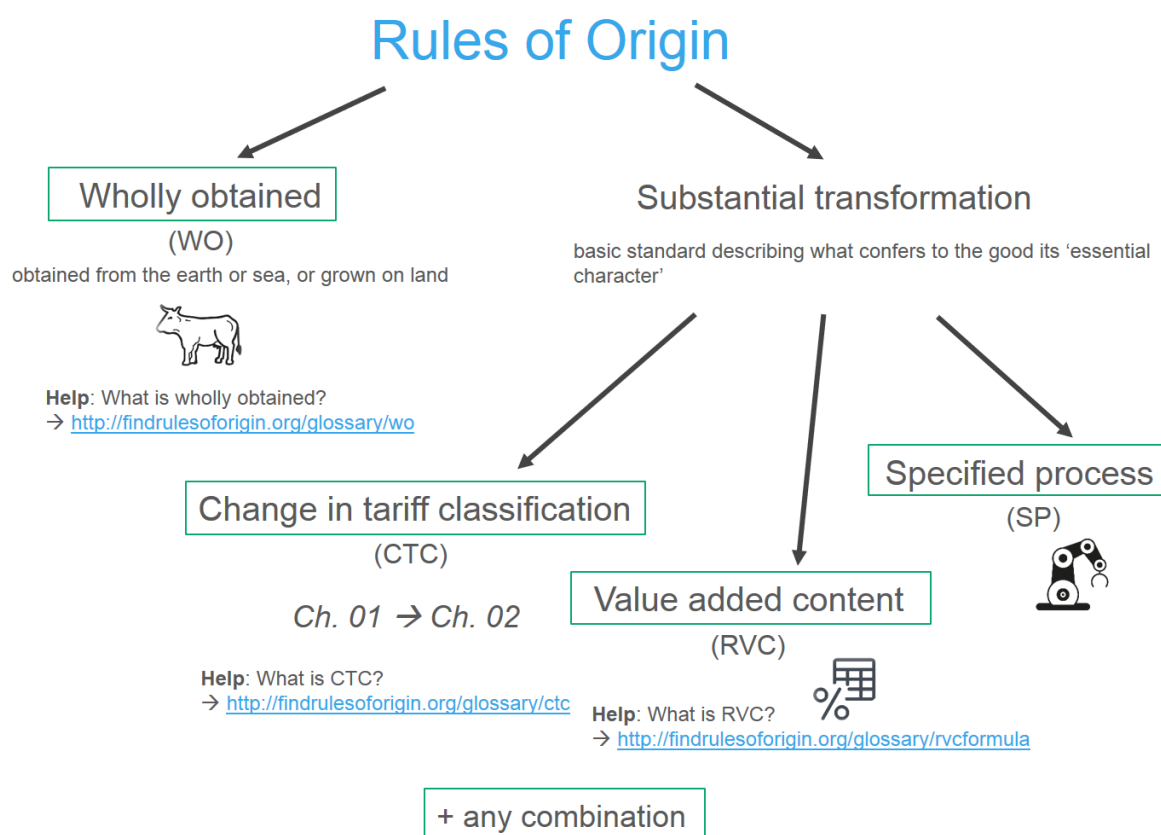 Rules of Origin
Wholly obtained
(WO)
obtained from the earth or sea, or grown on land
Help: What is wholly obtained?
→ http://findrulesoforigin.org/glossary/wo
Substantial transformation
basic standard describing what confers to the good its ‘essential
character’
Change in tariff classification
(CTC)
Ch. 01 → Ch. 02
Help: What is CTC?
→ http://findrulesoforigin.org/glossary/ctc
Value added content
(RVC)
%
Help: What is RVC?
→ http://findrulesoforigin.org/glossary/rvcformula
Specified process
(SP)
+ any combination